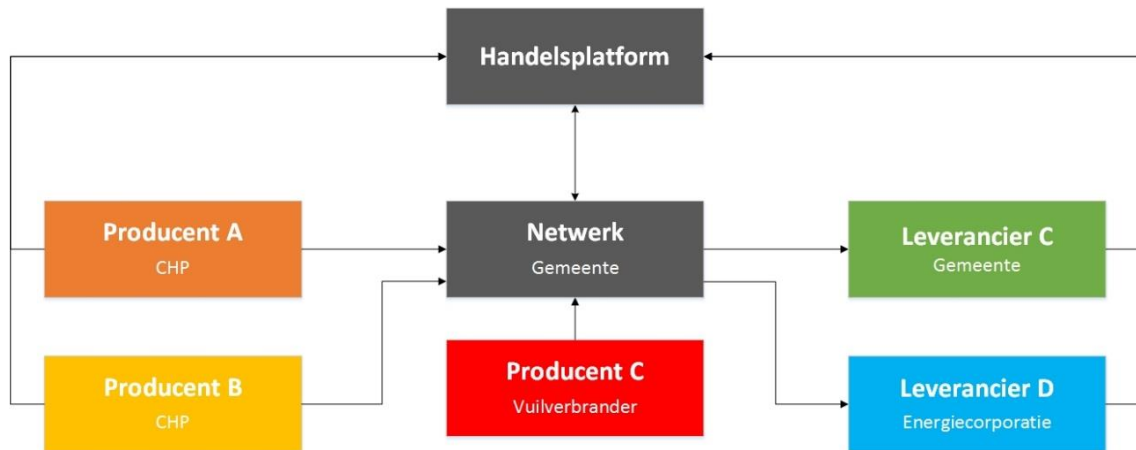 Handelsplatform
Producent A
CHP
Netwerk
Gemeente
Leverancier C
Gemeente
Producent B
CHP
Producent C
Vuilverbrander
Leverancier D
Energiecorporatie